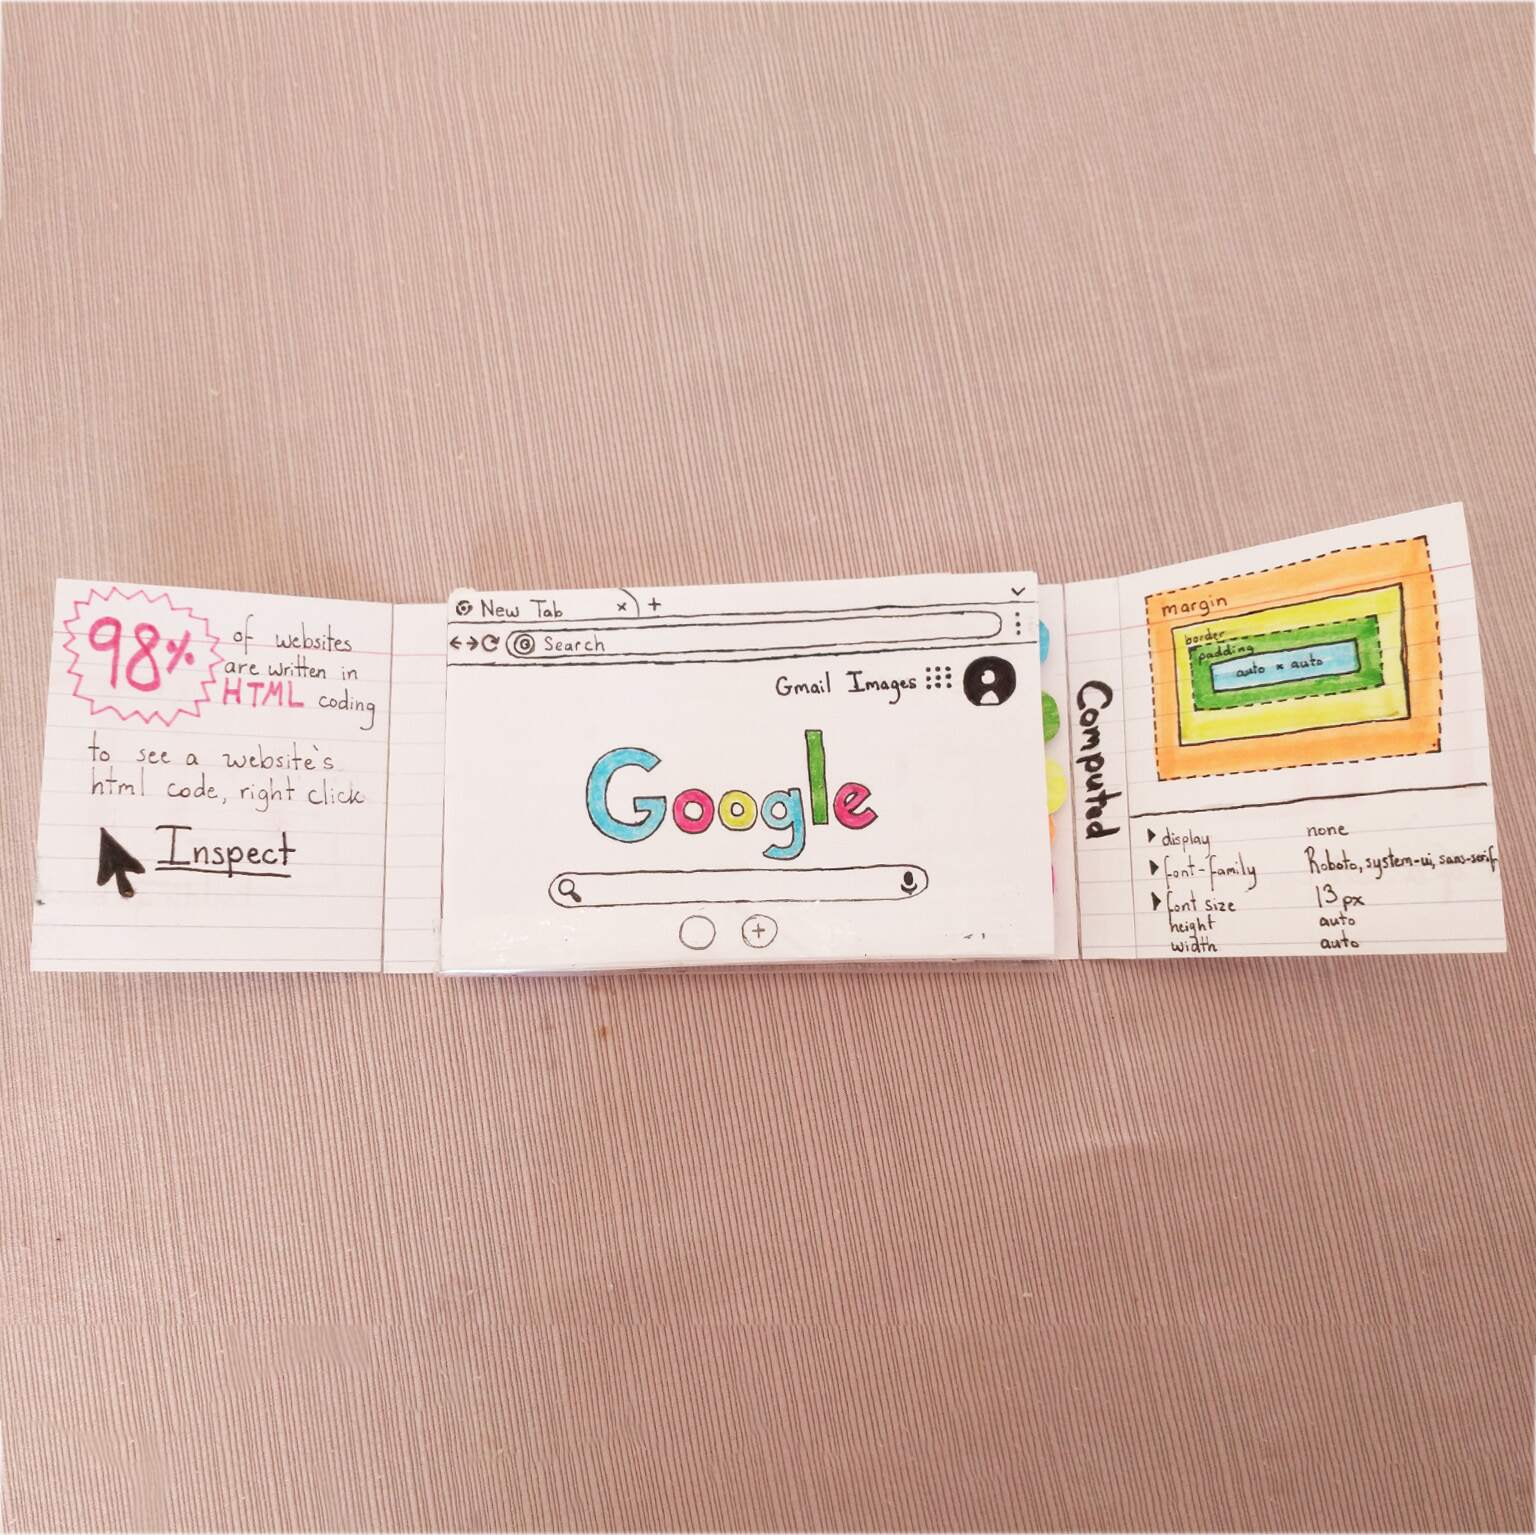 98%
of websites
are written in
HTML coding
to see a website's
html code, right click
Inspect
New Tab x +
G Search
Gmail Images
Google
+
Computed
margin
border
padding
auto × auto
display none
font-family Roboto, system-ui, sans-serif
font size 13px
height auto
width auto